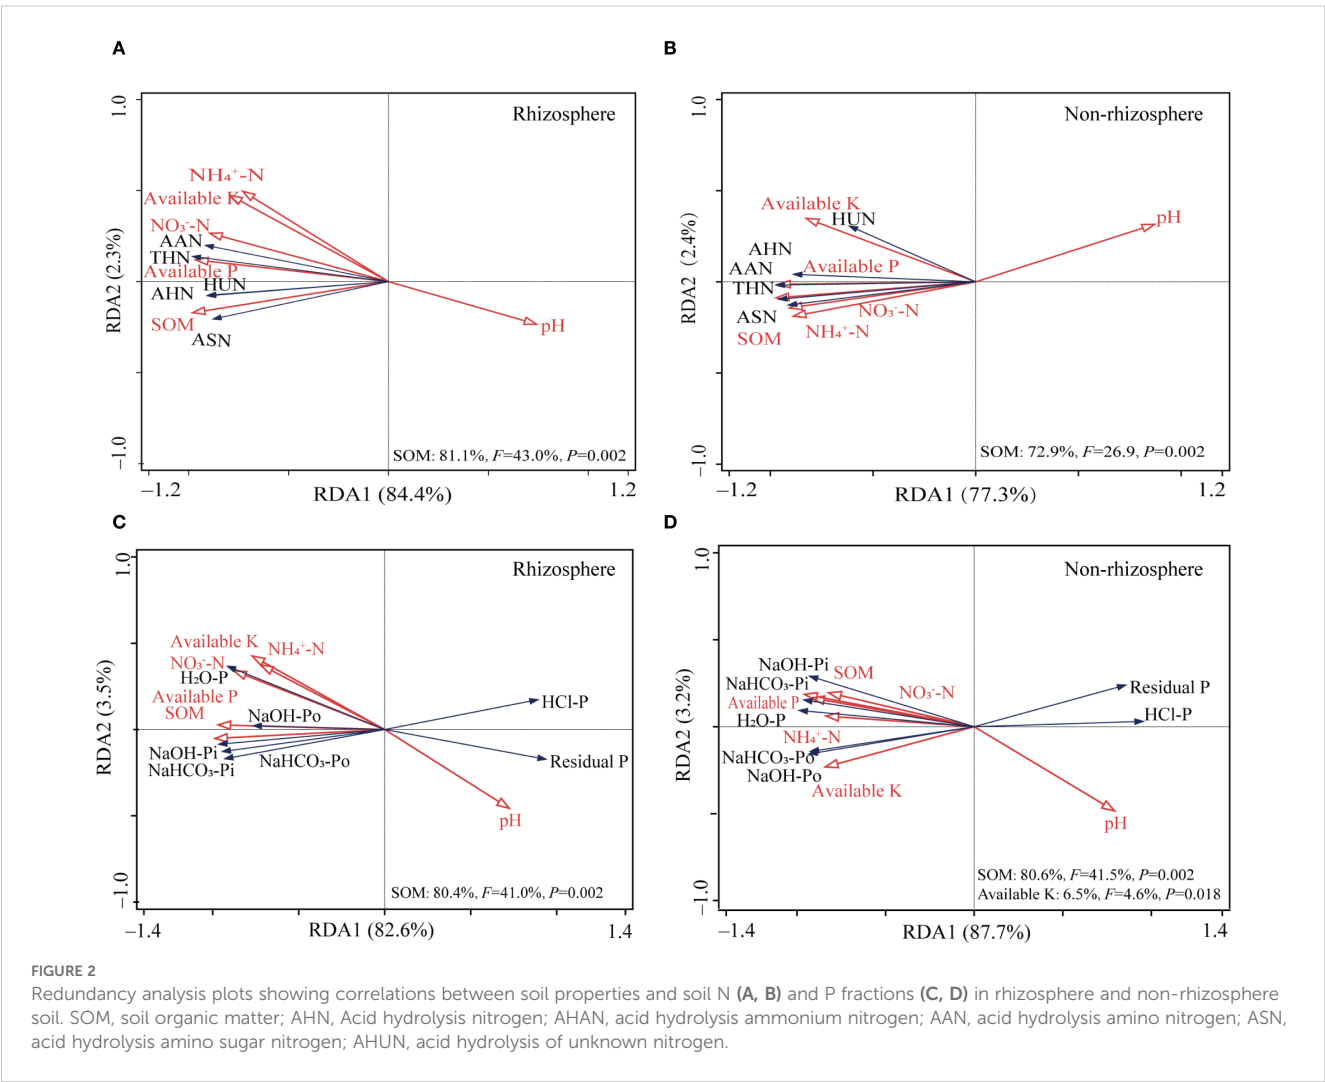 A
1.0
Rhizosphere
NH₄⁺-N
Available K
NO₃⁻-N
AAN
THN
Available P
HUN
AHN
SOM
ASN
pH
RDA2 (2.3%)
−1.0
SOM: 81.1%, F=43.0%, P=0.002
−1.2
RDA1 (84.4%)
1.2
B
1.0
Non-rhizosphere
Available K
HUN
pH
AHN
AAN
Available P
THN
ASN
NO₃⁻-N
NH₄⁺-N
SOM
RDA2 (2.4%)
−1.0
SOM: 72.9%, F=26.9, P=0.002
−1.2
RDA1 (77.3%)
1.2
C
1.0
Rhizosphere
Available K
NH₄⁺-N
NO₃⁻-N
H₂O-P
Available P
SOM
NaOH-Po
HCl-P
NaOH-Pi
NaHCO₃-Pi
NaHCO₃-Po
Residual P
pH
RDA2 (3.5%)
−1.0
SOM: 80.4%, F=41.0%, P=0.002
−1.4
RDA1 (82.6%)
1.4
D
1.0
Non-rhizosphere
NaOH-Pi
SOM
NaHCO₃-Pi
NO₃⁻-N
Available P
H₂O-P
Residual P
HCl-P
NH₄⁺-N
NaHCO₃-Po
NaOH-Po
Available K
pH
RDA2 (3.2%)
−1.0
SOM: 80.6%, F=41.5%, P=0.002
Available K: 6.5%, F=4.6%, P=0.018
−1.4
RDA1 (87.7%)
1.4
FIGURE 2
Redundancy analysis plots showing correlations between soil properties and soil N (A, B) and P fractions (C, D) in rhizosphere and non-rhizosphere
soil. SOM, soil organic matter; AHN, Acid hydrolysis nitrogen; AHAN, acid hydrolysis ammonium nitrogen; AAN, acid hydrolysis amino nitrogen; ASN,
acid hydrolysis amino sugar nitrogen; AHUN, acid hydrolysis of unknown nitrogen.